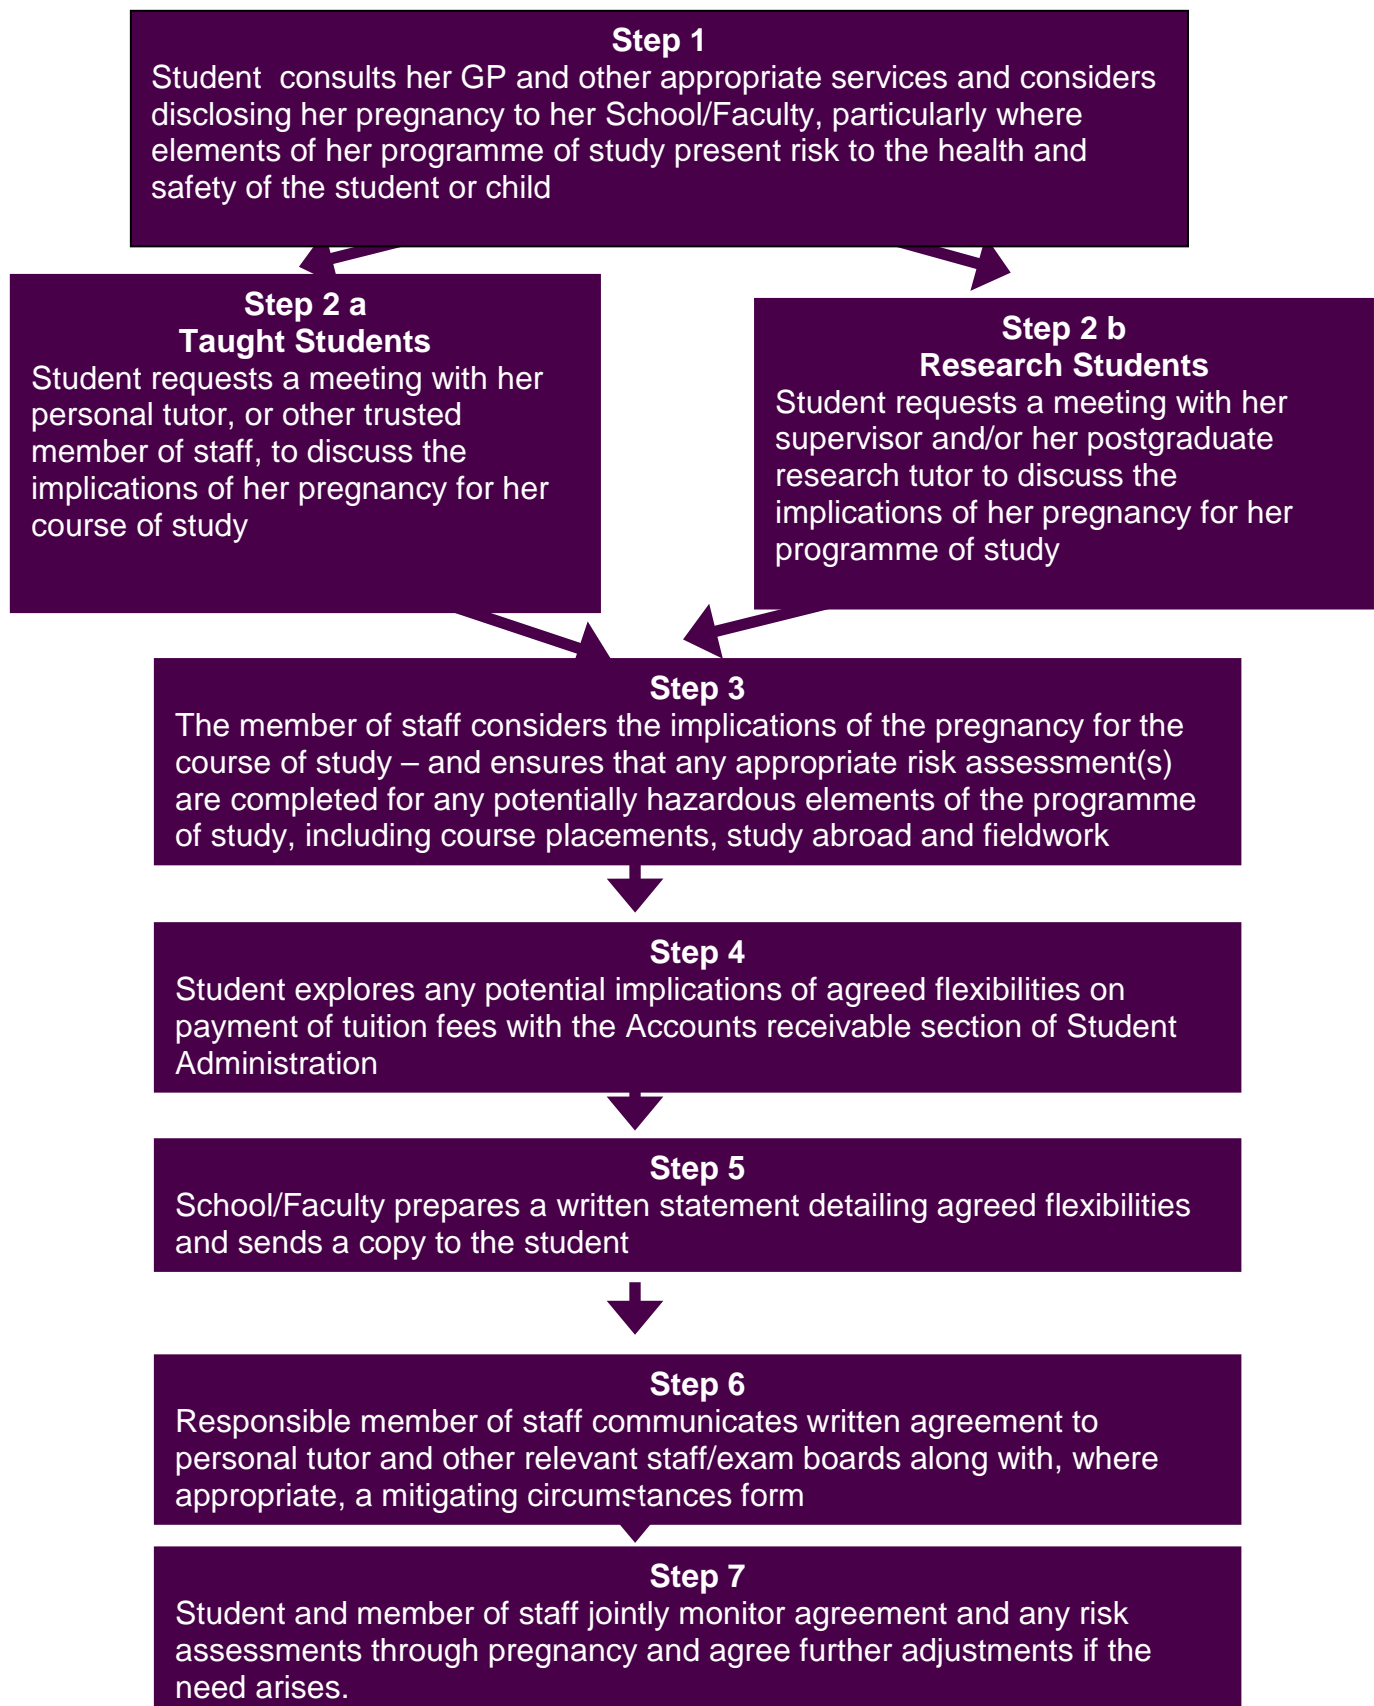 Step 1
Student  consults her GP and other appropriate services and considers
disclosing her pregnancy to her School/Faculty, particularly where
elements of her programme of study present risk to the health and
safety of the student or child
Step 2 a
Taught Students
Student requests a meeting with her
personal tutor, or other trusted
member of staff, to discuss the
implications of her pregnancy for her
course of study
Step 2 b
Research Students
Student requests a meeting with her
supervisor and/or her postgraduate
research tutor to discuss the
implications of her pregnancy for her
programme of study
Step 3
The member of staff considers the implications of the pregnancy for the
course of study – and ensures that any appropriate risk assessment(s)
are completed for any potentially hazardous elements of the programme
of study, including course placements, study abroad and fieldwork
Step 4
Student explores any potential implications of agreed flexibilities on
payment of tuition fees with the Accounts receivable section of Student
Administration
Step 5
School/Faculty prepares a written statement detailing agreed flexibilities
and sends a copy to the student
Step 6
Responsible member of staff communicates written agreement to
personal tutor and other relevant staff/exam boards along with, where
appropriate, a mitigating circumstances form
Step 7
Student and member of staff jointly monitor agreement and any risk
assessments through pregnancy and agree further adjustments if the
need arises.